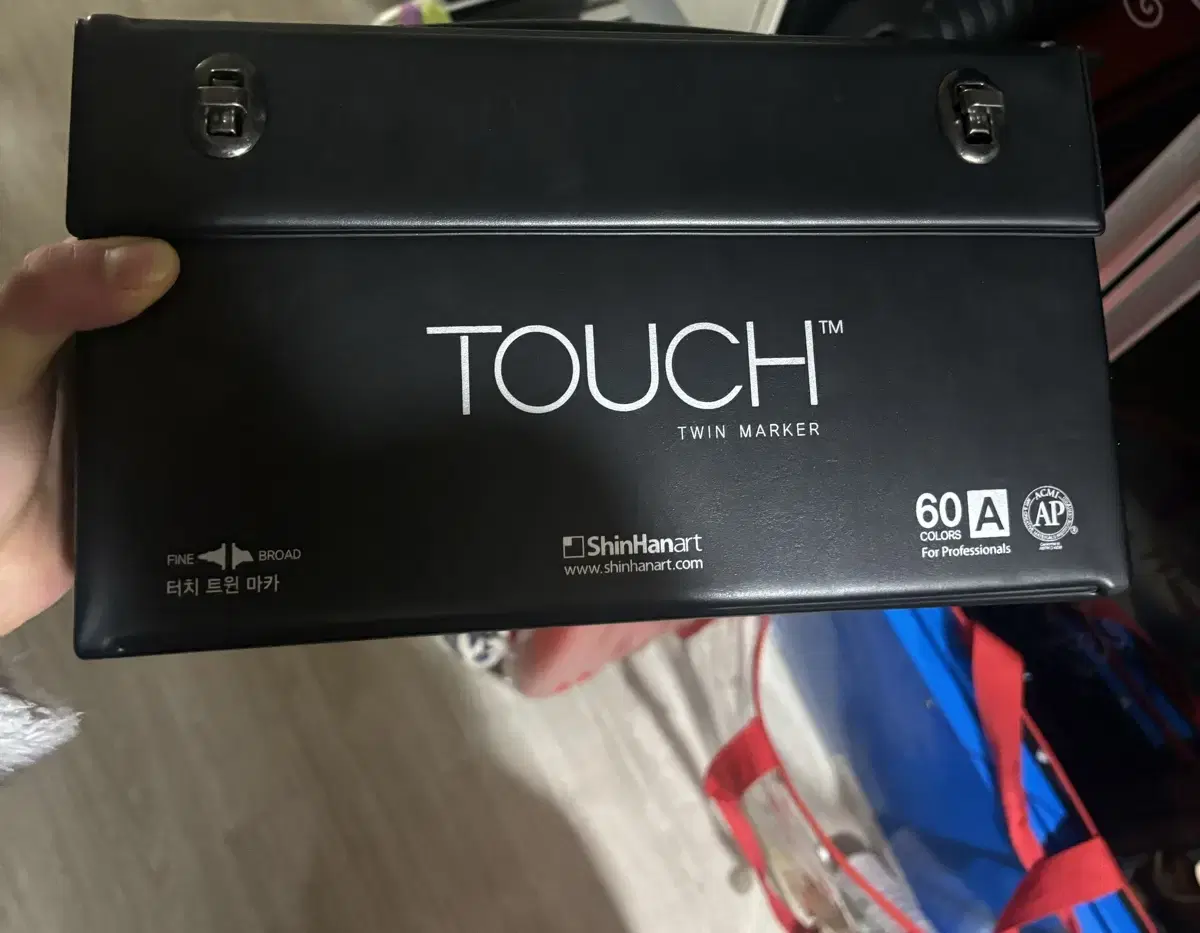 TOUCH™
TWIN MARKER
FINE BROAD
터치 트윈 마카
ShinHanart
www.shinhanart.com
60 A
COLORS
For Professionals
ACMI
AP